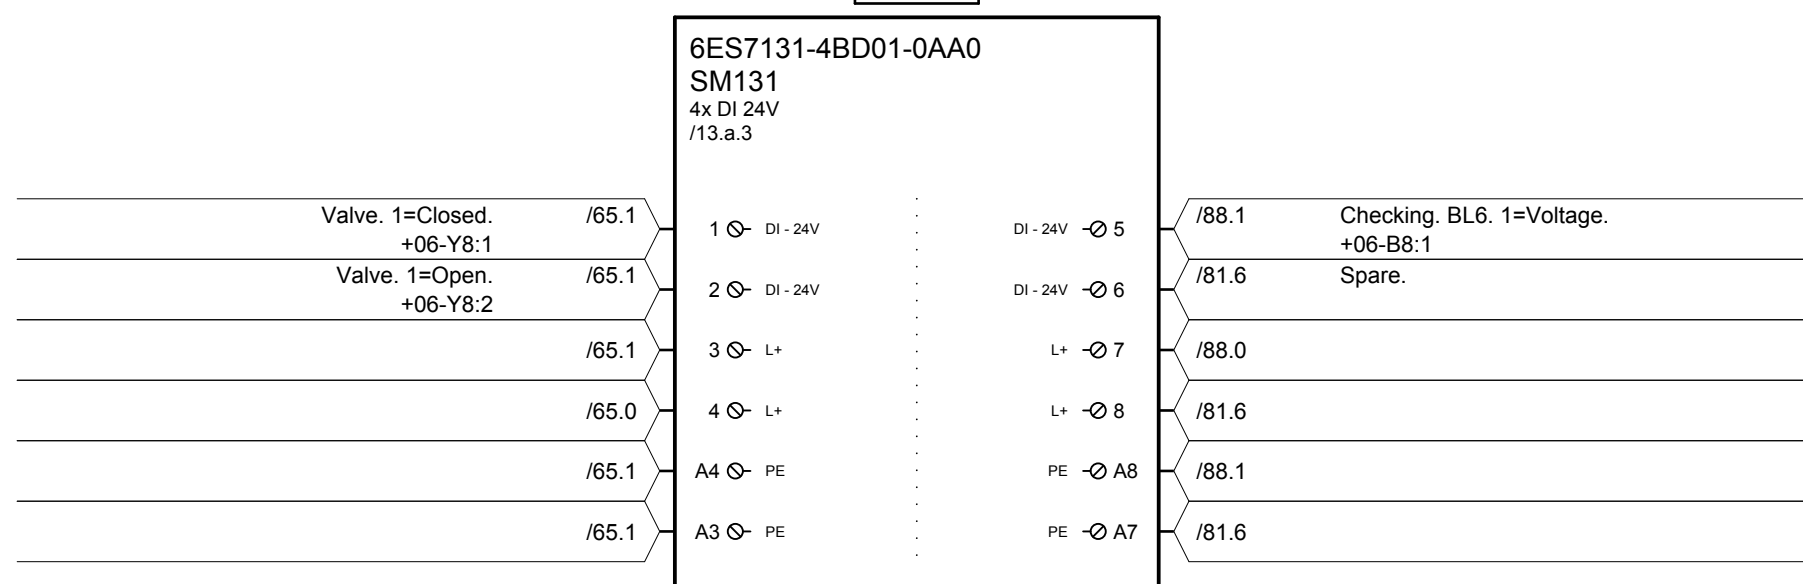 6ES7131-4BD01-0AA0
SM131
4x DI 24V
/13.a.3
Valve. 1=Closed. /65.1 1 DI - 24V DI - 24V 5 /88.1 Checking. BL6. 1=Voltage.
+06-Y8:1 +06-B8:1
Valve. 1=Open. /65.1 2 DI - 24V DI - 24V 6 /81.6 Spare.
+06-Y8:2
/65.1 3 L+ L+ 7 /88.0
/65.0 4 L+ L+ 8 /81.6
/65.1 A4 PE PE A8 /88.1
/65.1 A3 PE PE A7 /81.6